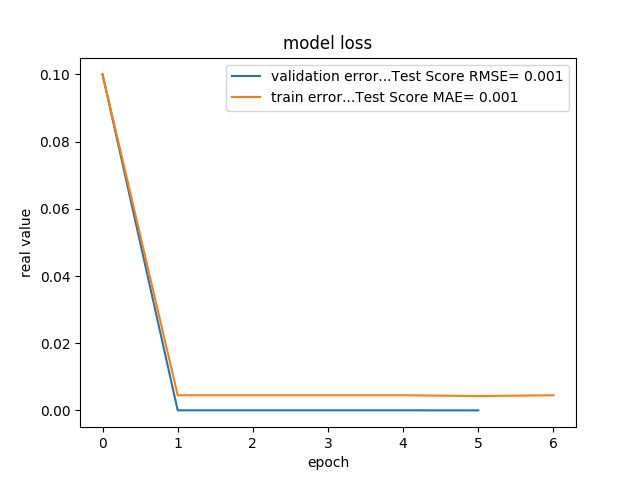 model loss
validation error...Test Score RMSE= 0.001
train error...Test Score MAE= 0.001
real value
0.10
0.08
0.06
0.04
0.02
0.00
0 1 2 3 4 5 6
epoch